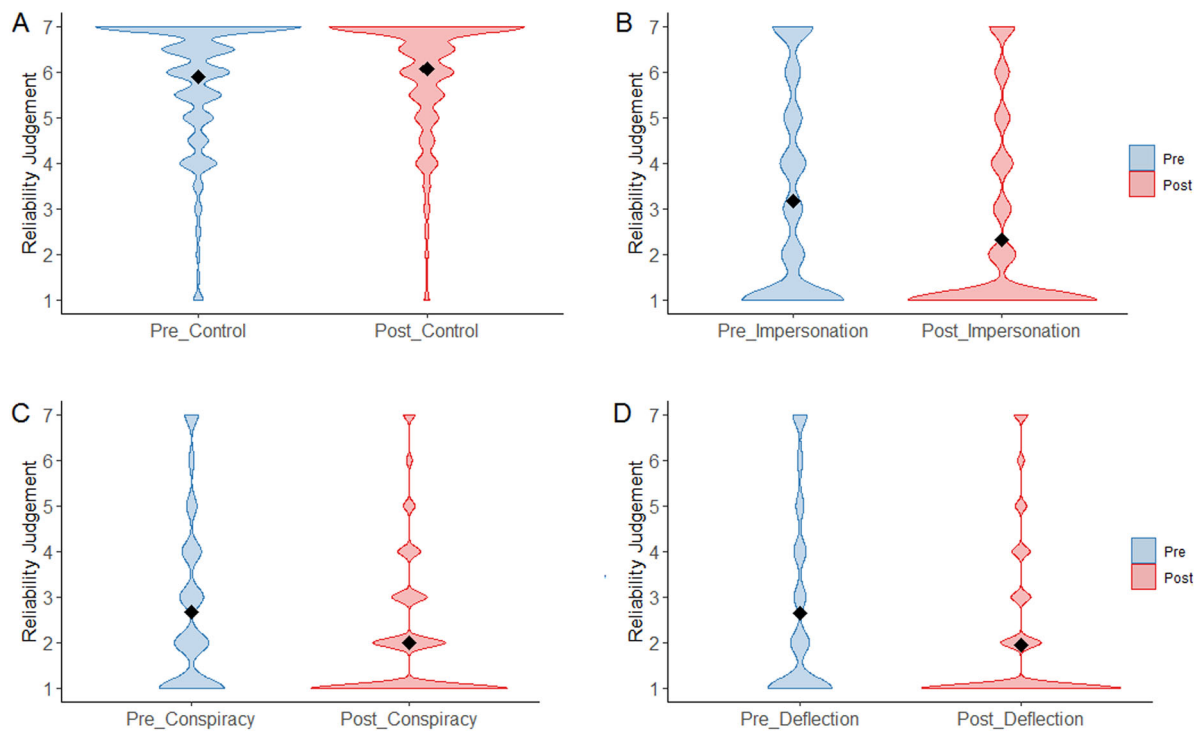 A
Reliability Judgement
7
6
5
4
3
2
1
Pre_Control
Post_Control
B
Reliability Judgement
7
6
5
4
3
2
1
Pre_Impersonation
Post_Impersonation
Pre
Post
C
Reliability Judgement
7
6
5
4
3
2
1
Pre_Conspiracy
Post_Conspiracy
D
Reliability Judgement
7
6
5
4
3
2
1
Pre_Deflection
Post_Deflection
Pre
Post